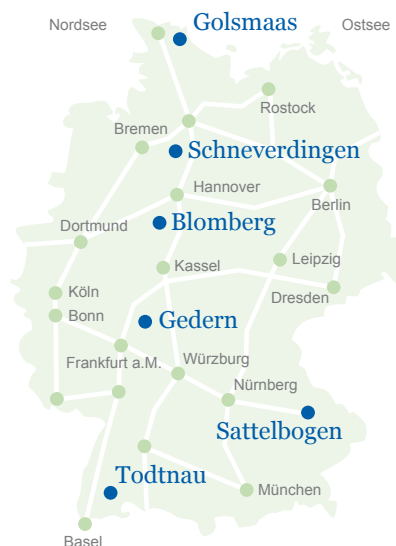 Nordsee
Golsmaas
Ostsee
Rostock
Bremen
Schneverdingen
Hannover
Berlin
Blomberg
Dortmund
Leipzig
Kassel
Köln
Dresden
Bonn
Gedern
Frankfurt a.M.
Würzburg
Nürnberg
Sattelbogen
Todtnau
München
Basel